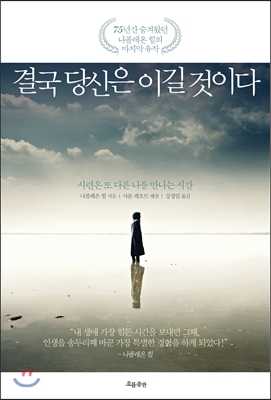 75년간 숨겨왔던
나폴레온 힐의
마지막 유작
결국 당신은 이길 것이다
시련은 또 다른 나를 만나는 시간
나폴레온 힐 지음 | 샤론 레흐트 해설 | 강정임 옮김
“내 생애 가장 힘든 시간을 보내던 그때,
인생을 송두리째 바꾼 가장 특별한 경험을 하게 되었다!”
– 나폴레온 힐
흐름출판